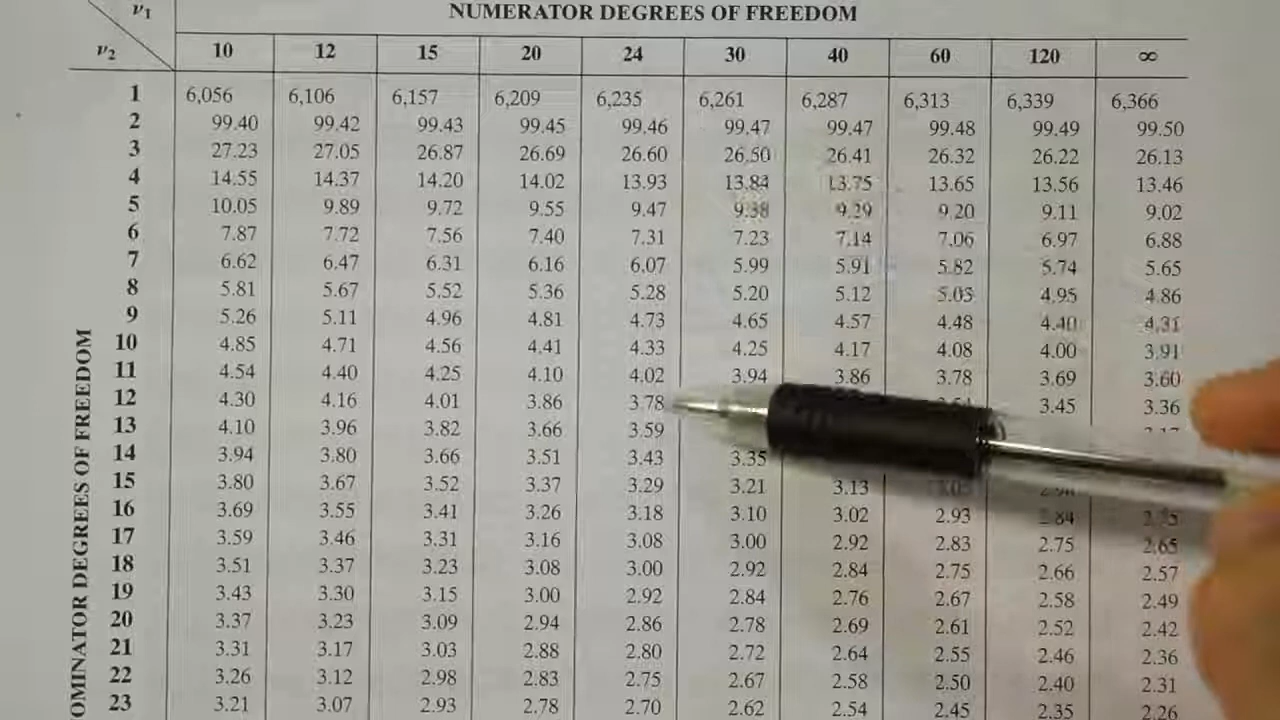 ν1 NUMERATOR DEGREES OF FREEDOM
ν2 10 12 15 20 24 30 40 60 120 ∞
OMINATOR DEGREES OF FREEDOM
1 6,056 6,106 6,157 6,209 6,235 6,261 6,287 6,313 6,339 6,366
2 99.40 99.42 99.43 99.45 99.46 99.47 99.47 99.48 99.49 99.50
3 27.23 27.05 26.87 26.69 26.60 26.50 26.41 26.32 26.22 26.13
4 14.55 14.37 14.20 14.02 13.93 13.84 13.75 13.65 13.56 13.46
5 10.05 9.89 9.72 9.55 9.47 9.38 9.29 9.20 9.11 9.02
6 7.87 7.72 7.56 7.40 7.31 7.23 7.14 7.06 6.97 6.88
7 6.62 6.47 6.31 6.16 6.07 5.99 5.91 5.82 5.74 5.65
8 5.81 5.67 5.52 5.36 5.28 5.20 5.12 5.03 4.95 4.86
9 5.26 5.11 4.96 4.81 4.73 4.65 4.57 4.48 4.40 4.31
10 4.85 4.71 4.56 4.41 4.33 4.25 4.17 4.08 4.00 3.91
11 4.54 4.40 4.25 4.10 4.02 3.94 3.86 3.78 3.69 3.60
12 4.30 4.16 4.01 3.86 3.78 3.45 3.36
13 4.10 3.96 3.82 3.66 3.59
14 3.94 3.80 3.66 3.51 3.43 3.35
15 3.80 3.67 3.52 3.37 3.29 3.21 3.13
16 3.69 3.55 3.41 3.26 3.18 3.10 3.02 2.93 2.84 2.75
17 3.59 3.46 3.31 3.16 3.08 3.00 2.92 2.83 2.75 2.65
18 3.51 3.37 3.23 3.08 3.00 2.92 2.84 2.75 2.66 2.57
19 3.43 3.30 3.15 3.00 2.92 2.84 2.76 2.67 2.58 2.49
20 3.37 3.23 3.09 2.94 2.86 2.78 2.69 2.61 2.52 2.42
21 3.31 3.17 3.03 2.88 2.80 2.72 2.64 2.55 2.46 2.36
22 3.26 3.12 2.98 2.83 2.75 2.67 2.58 2.50 2.40 2.31
23 3.21 3.07 2.93 2.78 2.70 2.62 2.54 2.45 2.35 2.26